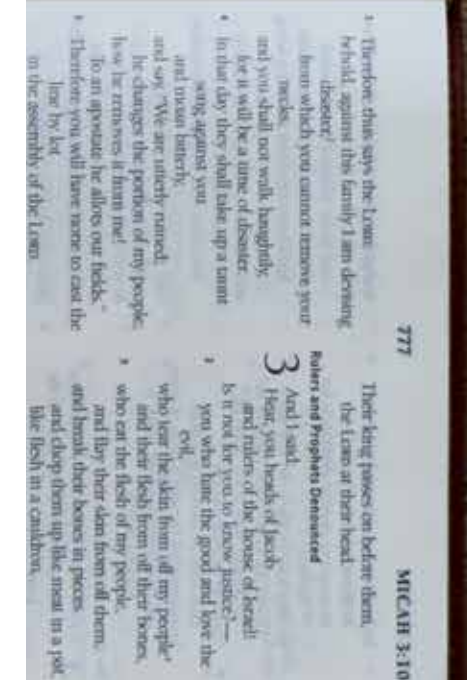 777
MICAH 3:10
3 Therefore thus says the LORD:
behold, against this family I am devising
disaster,
from which you cannot remove your
necks,
and you shall not walk haughtily,
for it will be a time of disaster.
4 In that day they shall take up a taunt
song against you
and moan bitterly,
and say, "We are utterly ruined;
he changes the portion of my people;
how he removes it from me!
To an apostate he allots our fields."
5 Therefore you will have none to cast the
line by lot
in the assembly of the LORD.
Their king passes on before them,
the LORD at their head.
Rulers and Prophets Denounced
3 And I said:
Hear, you heads of Jacob
and rulers of the house of Israel!
Is it not for you to know justice?—
2 you who hate the good and love the
evil,
who tear the skin from off my people
and their flesh from off their bones,
3 who eat the flesh of my people,
and flay their skin from off them,
and break their bones in pieces
and chop them up like meat in a pot,
like flesh in a cauldron.